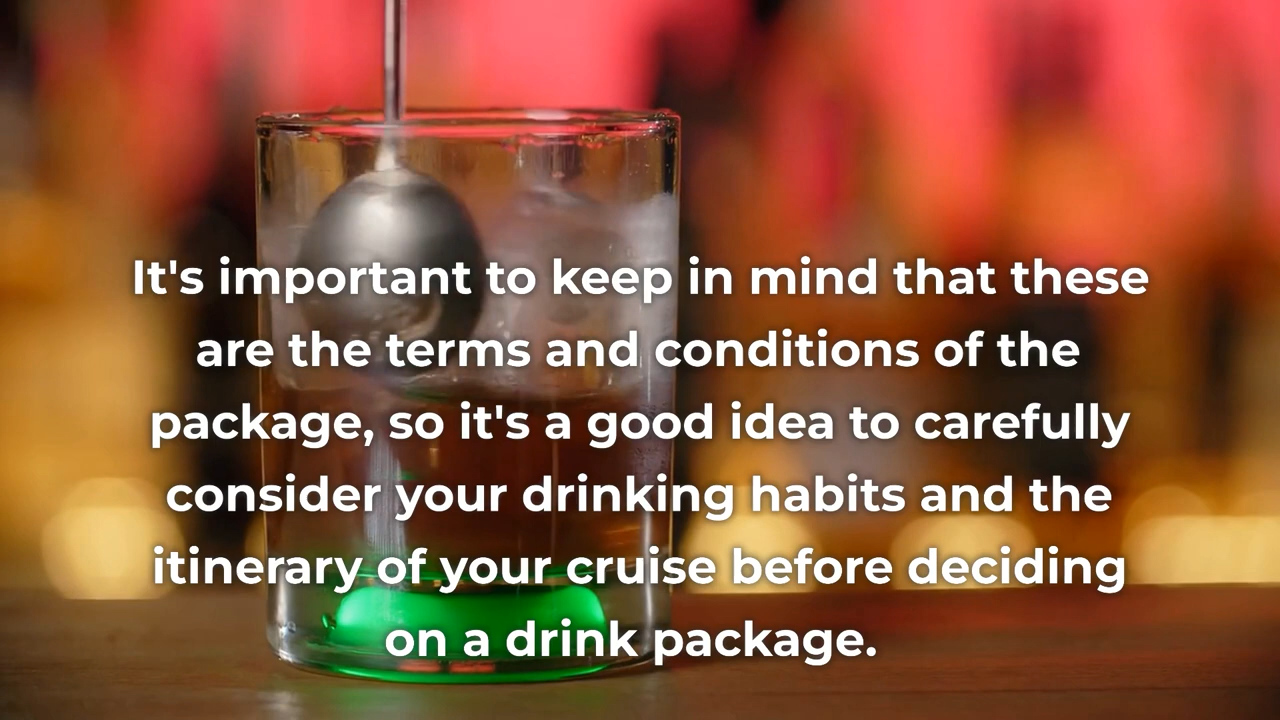 It's important to keep in mind that these
are the terms and conditions of the
package, so it's a good idea to carefully
consider your drinking habits and the
itinerary of your cruise before deciding
on a drink package.